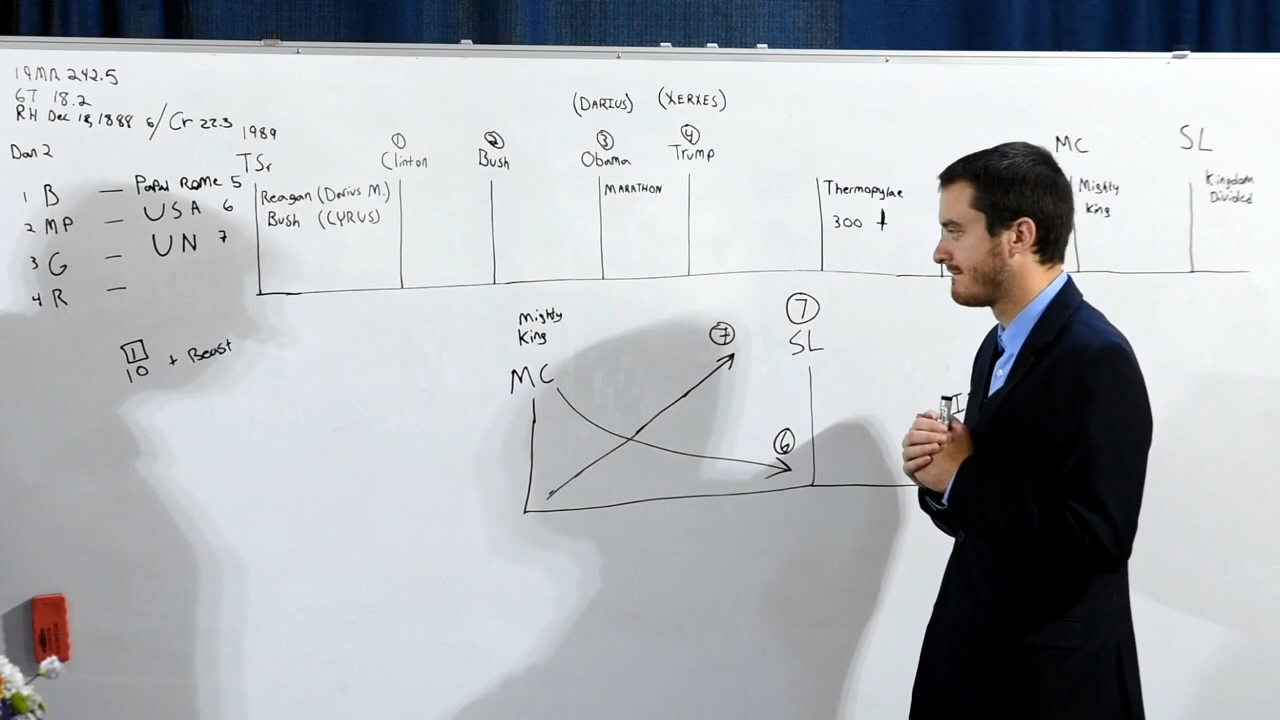 19MR 242.5
6T 18.2
RH Dec 18, 1888 6/Cr 22.3
Dan 2
1 B — Papal Rome 5
2 MP — USA 6
3 G — UN 7
4 R —
1
10 + Beast
1989
TSr
Reagan (Darius M.)
Bush (CYRUS)
1
Clinton
2
Bush
(DARIUS)
3
Obama
MARATHON
(XERXES)
4
Trump
Thermopylae
300
MC
Mighty
King
SL
Kingdom
Divided
Mighty
King
MC
7
6
7
SL